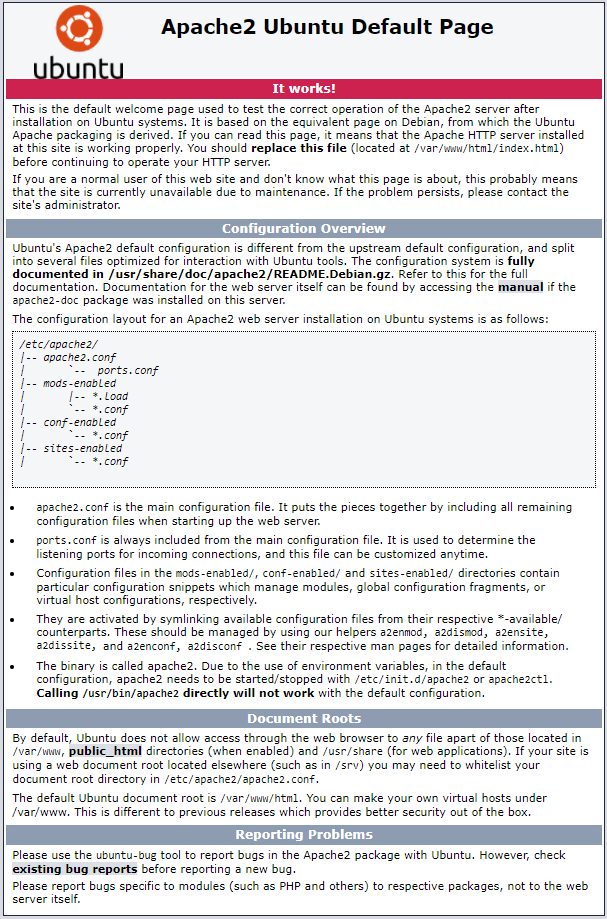 Apache2 Ubuntu Default Page
ubuntu
It works!
This is the default welcome page used to test the correct operation of the Apache2 server after
installation on Ubuntu systems. It is based on the equivalent page on Debian, from which the Ubuntu
Apache packaging is derived. If you can read this page, it means that the Apache HTTP server installed
at this site is working properly. You should replace this file (located at /var/www/html/index.html)
before continuing to operate your HTTP server.
If you are a normal user of this web site and don't know what this page is about, this probably means
that the site is currently unavailable due to maintenance. If the problem persists, please contact the
site's administrator.
Configuration Overview
Ubuntu's Apache2 default configuration is different from the upstream default configuration, and split
into several files optimized for interaction with Ubuntu tools. The configuration system is fully
documented in /usr/share/doc/apache2/README.Debian.gz. Refer to this for the full
documentation. Documentation for the web server itself can be found by accessing the manual if the
apache2-doc package was installed on this server.
The configuration layout for an Apache2 web server installation on Ubuntu systems is as follows:
/etc/apache2/
|-- apache2.conf
|       `--  ports.conf
|-- mods-enabled
|       |-- *.load
|       `-- *.conf
|-- conf-enabled
|       `-- *.conf
|-- sites-enabled
|       `-- *.conf
• apache2.conf is the main configuration file. It puts the pieces together by including all remaining
configuration files when starting up the web server.
• ports.conf is always included from the main configuration file. It is used to determine the
listening ports for incoming connections, and this file can be customized anytime.
• Configuration files in the mods-enabled/, conf-enabled/ and sites-enabled/ directories contain
particular configuration snippets which manage modules, global configuration fragments, or
virtual host configurations, respectively.
• They are activated by symlinking available configuration files from their respective *-available/
counterparts. These should be managed by using our helpers a2enmod, a2dismod, a2ensite,
a2dissite, and a2enconf, a2disconf . See their respective man pages for detailed information.
• The binary is called apache2. Due to the use of environment variables, in the default
configuration, apache2 needs to be started/stopped with /etc/init.d/apache2 or apache2ctl.
Calling /usr/bin/apache2 directly will not work with the default configuration.
Document Roots
By default, Ubuntu does not allow access through the web browser to any file apart of those located in
/var/www, public_html directories (when enabled) and /usr/share (for web applications). If your site is
using a web document root located elsewhere (such as in /srv) you may need to whitelist your
document root directory in /etc/apache2/apache2.conf.
The default Ubuntu document root is /var/www/html. You can make your own virtual hosts under
/var/www. This is different to previous releases which provides better security out of the box.
Reporting Problems
Please use the ubuntu-bug tool to report bugs in the Apache2 package with Ubuntu. However, check
existing bug reports before reporting a new bug.
Please report bugs specific to modules (such as PHP and others) to respective packages, not to the web
server itself.